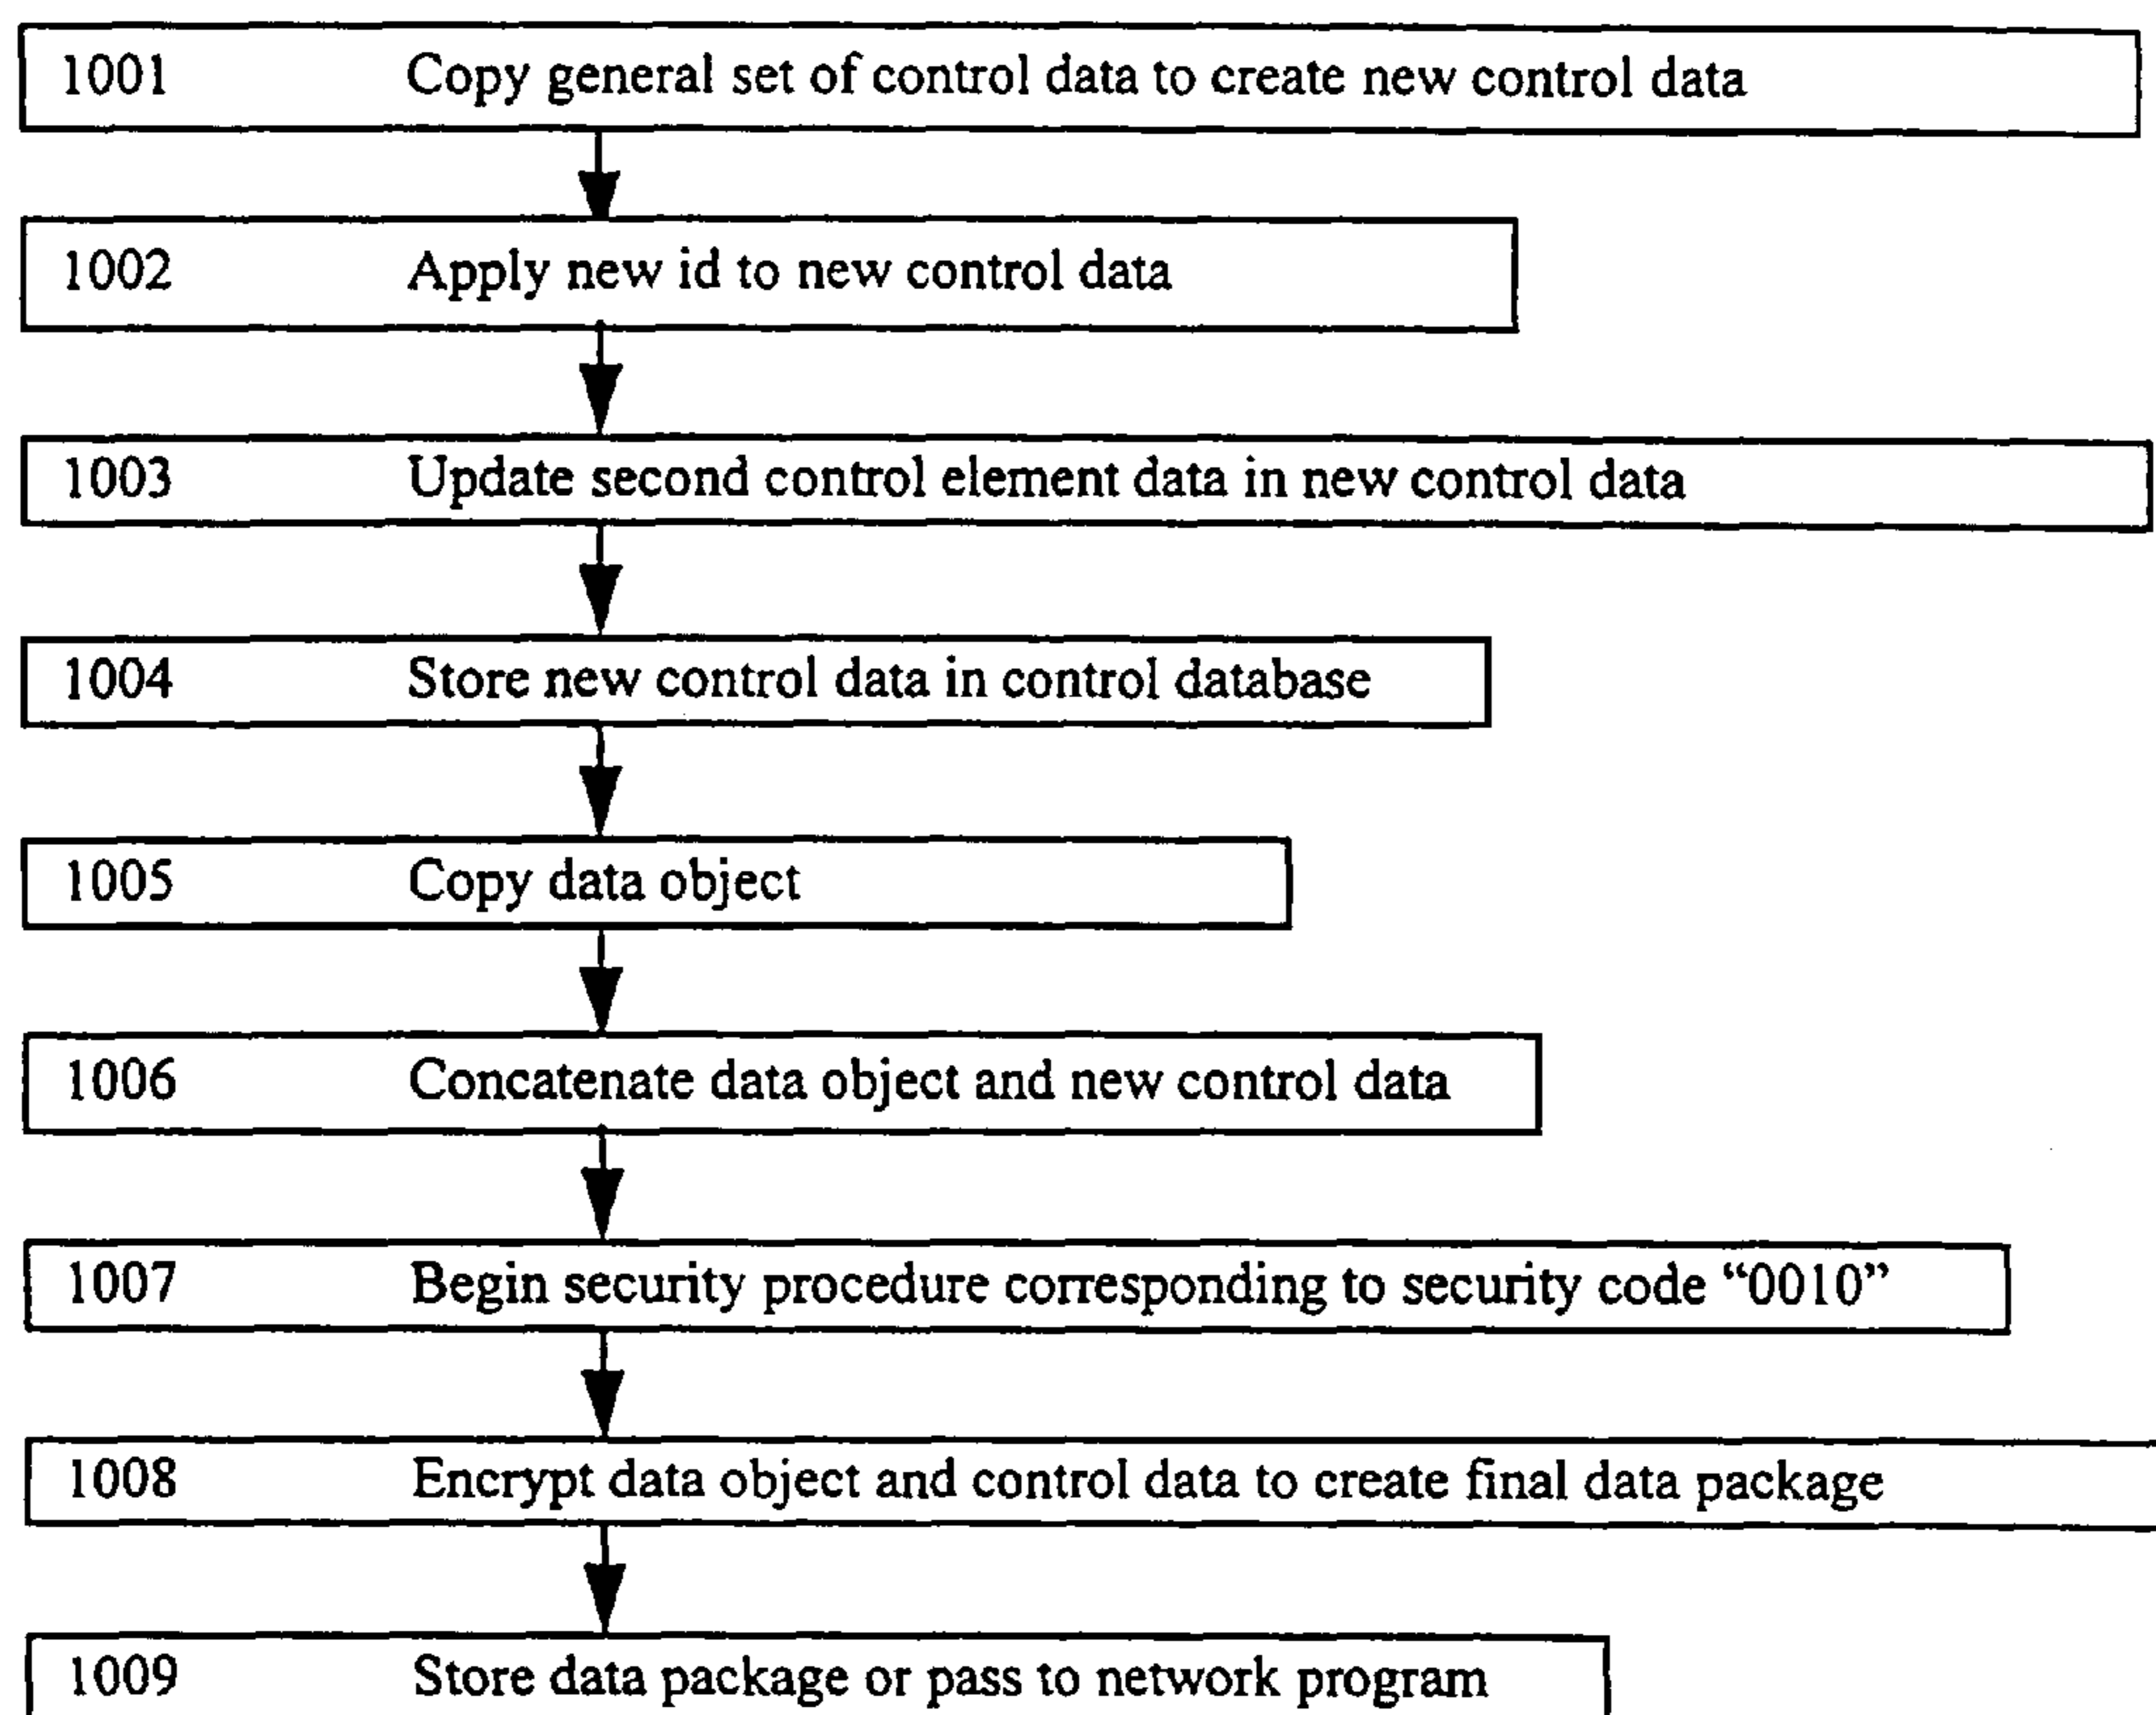 1001 Copy general set of control data to create new control data
1002 Apply new id to new control data
1003 Update second control element data in new control data
1004 Store new control data in control database
1005 Copy data object
1006 Concatenate data object and new control data
1007 Begin security procedure corresponding to security code “0010”
1008 Encrypt data object and control data to create final data package
1009 Store data package or pass to network program